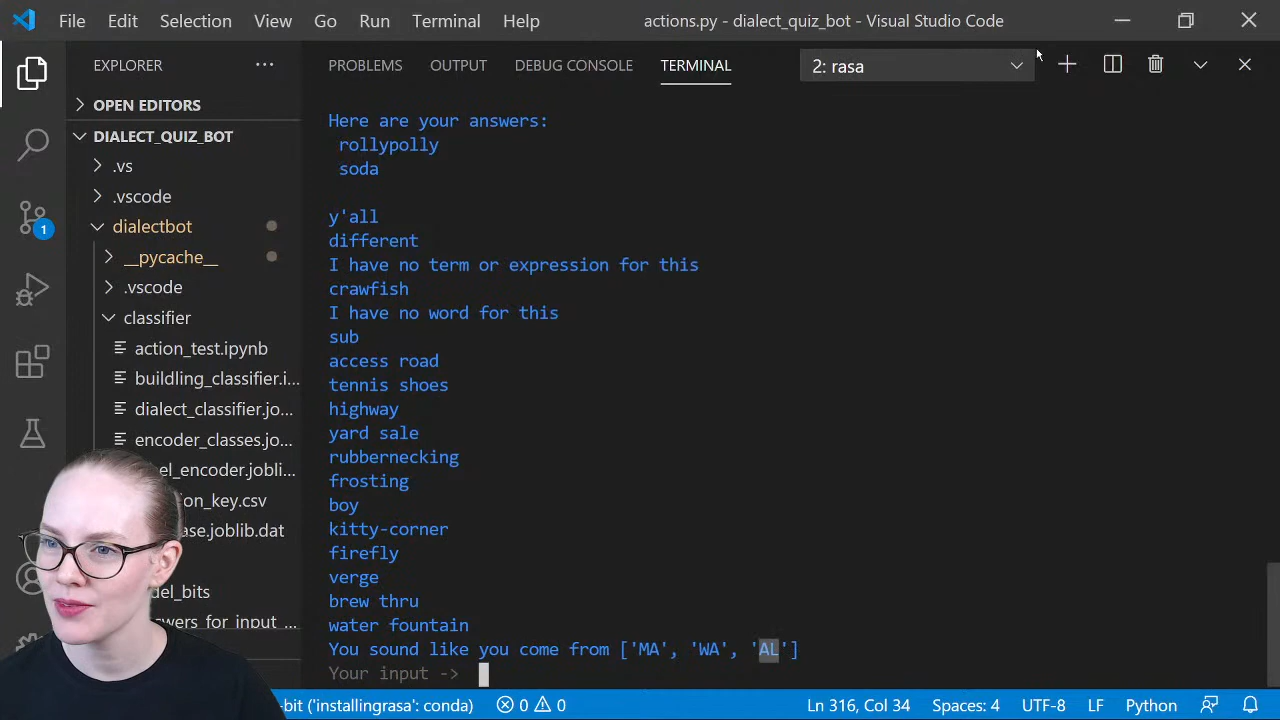 File Edit Selection View Go Run Terminal Help actions.py - dialect_quiz_bot - Visual Studio Code
EXPLORER
PROBLEMS OUTPUT DEBUG CONSOLE TERMINAL 2: rasa
OPEN EDITORS
DIALECT_QUIZ_BOT
.vs
.vscode
dialectbot
__pycache__
.vscode
classifier
action_test.ipynb
buildling_classifier.i...
dialect_classifier.jo...
encoder_classes.jo...
el_encoder.jobli...
ion_key.csv
ase.joblib.dat
del_bits
swers for input
1
Here are your answers:
rollypolly
soda
y'all
different
I have no term or expression for this
crawfish
I have no word for this
sub
access road
tennis shoes
highway
yard sale
rubbernecking
frosting
boy
kitty-corner
firefly
verge
brew thru
water fountain
You sound like you come from ['MA', 'WA', 'AL']
Your input ->
-bit ('installingrasa': conda) 0 0 Ln 316, Col 34 Spaces: 4 UTF-8 LF Python